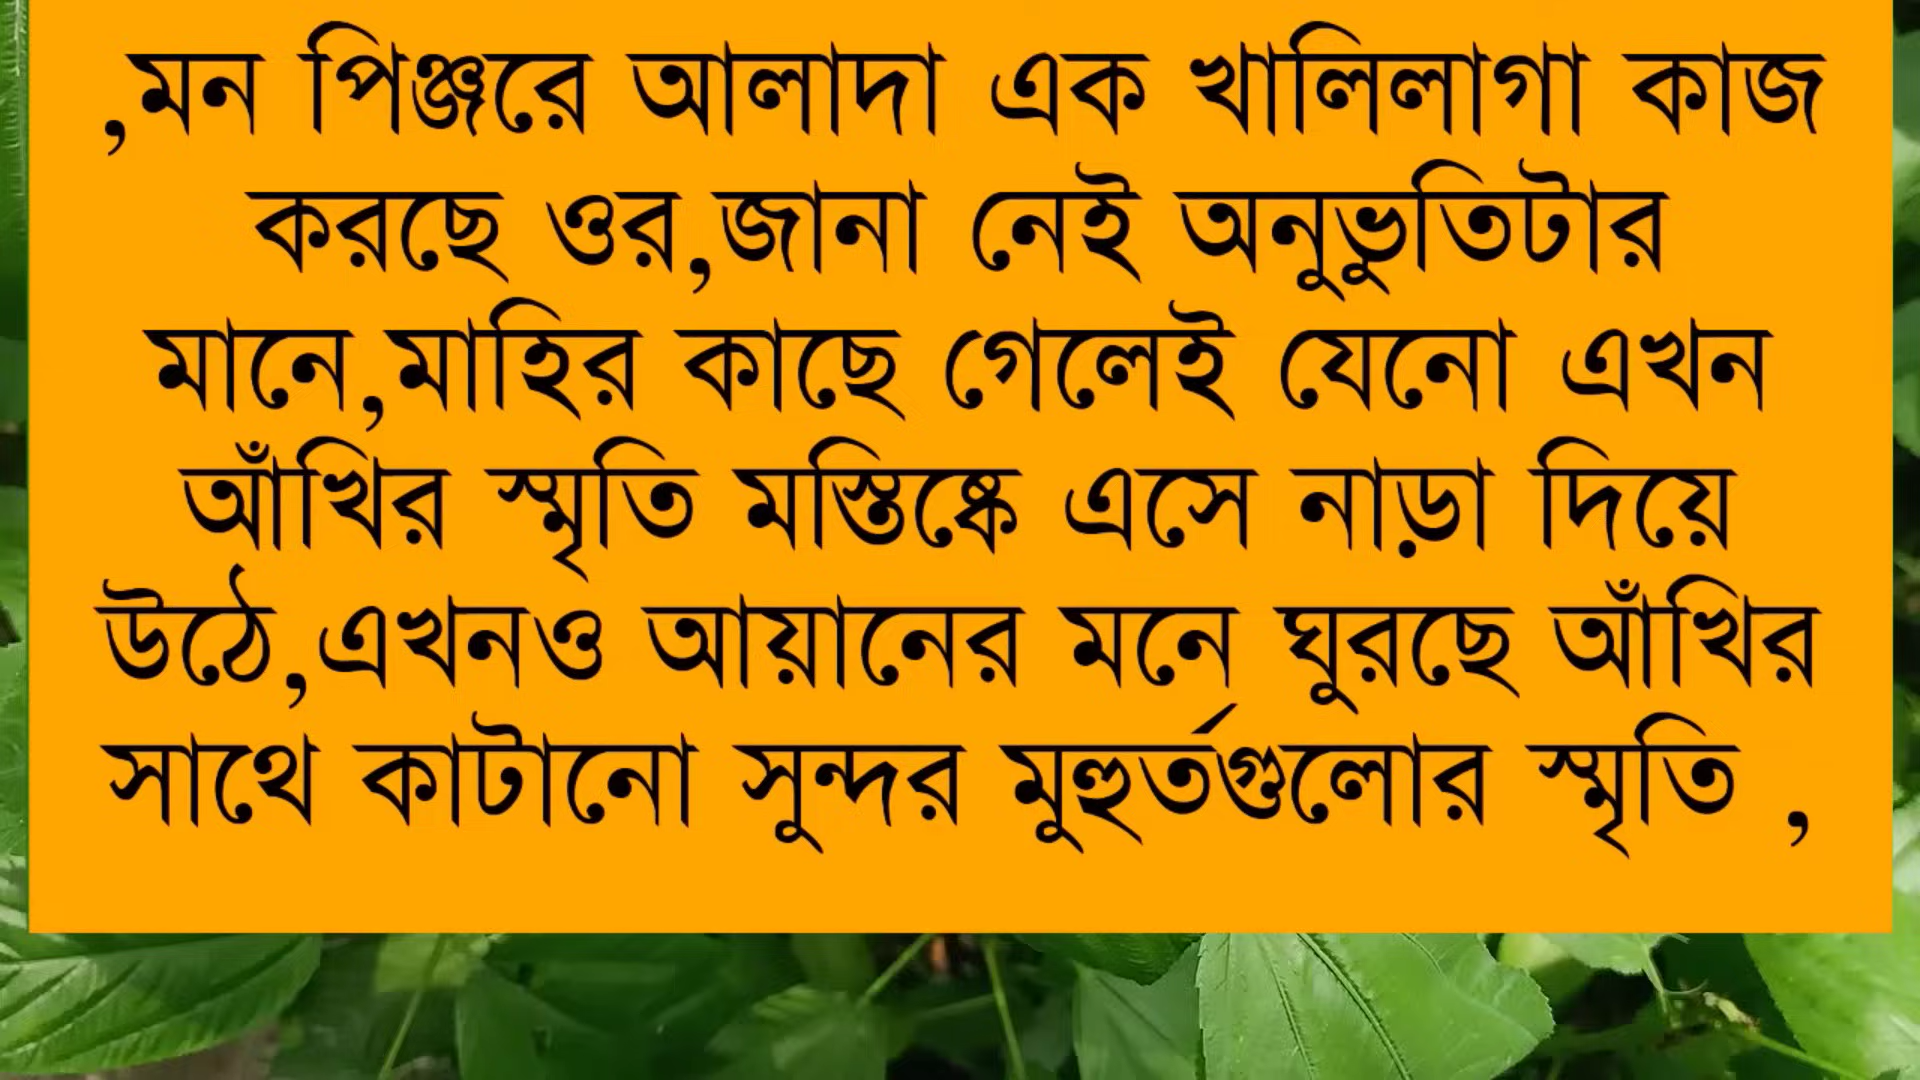 ,মন পিঞ্জরে আলাদা এক খালিলাগা কাজ
করছে ওর,জানা নেই অনুভুতিটার
মানে,মাহির কাছে গেলেই যেনো এখন
আঁখির স্মৃতি মস্তিষ্কে এসে নাড়া দিয়ে
উঠে,এখনও আয়ানের মনে ঘুরছে আঁখির
সাথে কাটানো সুন্দর মুহুর্তগুলোর স্মৃতি ,